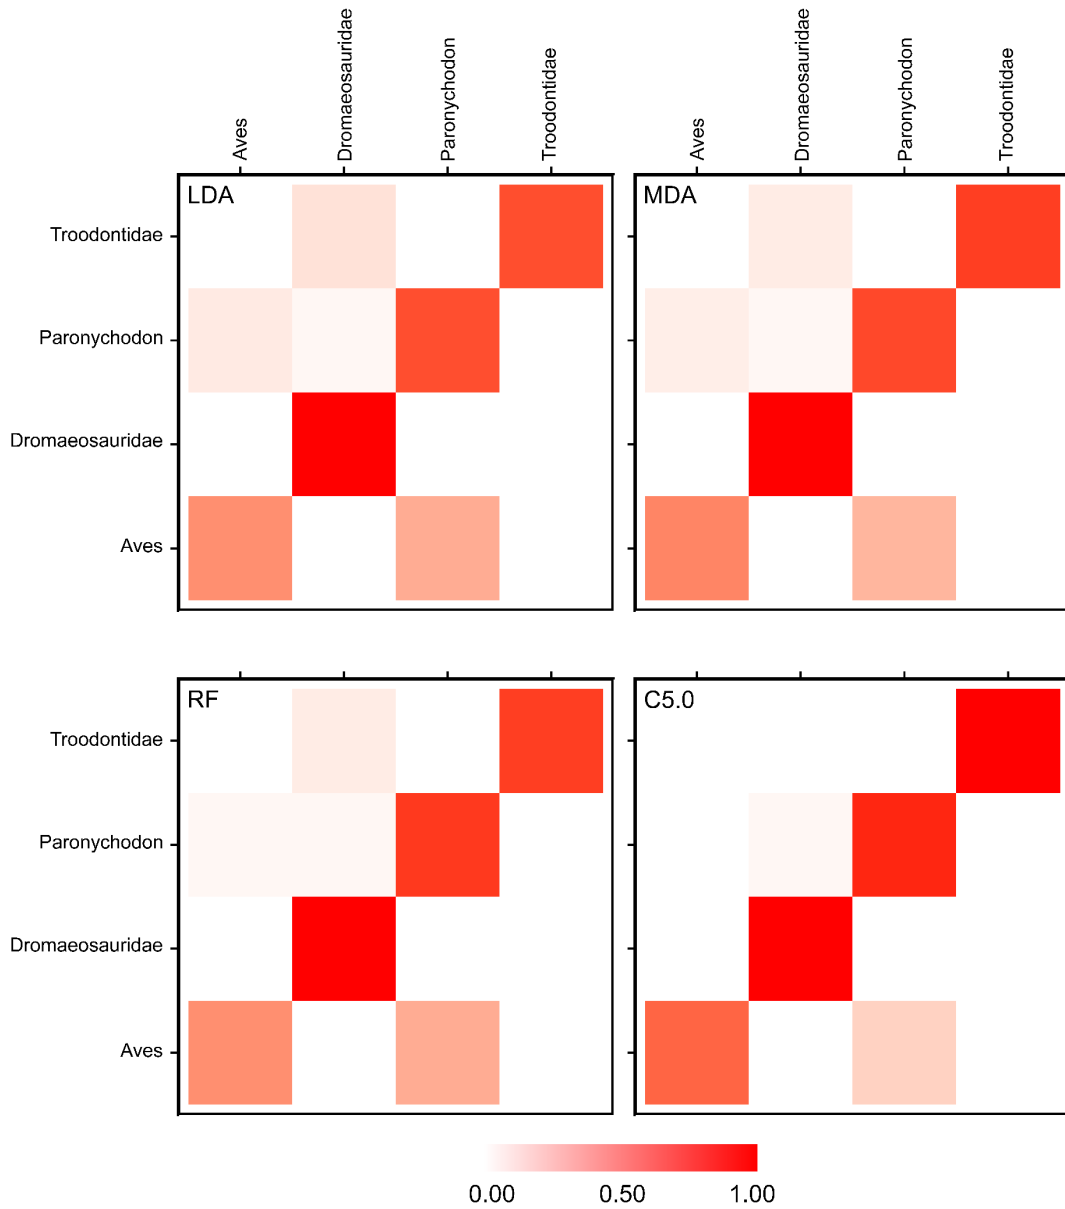 Aves
Dromaeosauridae
Paronychodon
Troodontidae
Aves
Dromaeosauridae
Paronychodon
Troodontidae
LDA
MDA
Troodontidae
Paronychodon
Dromaeosauridae
Aves
RF
C5.0
Troodontidae
Paronychodon
Dromaeosauridae
Aves
0.00 0.50 1.00